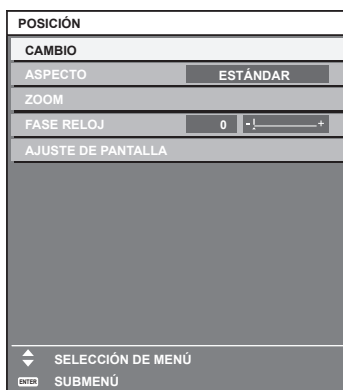 POSICIÓN
CAMBIO
ASPECTO ESTÁNDAR
ZOOM
FASE RELOJ 0 - +
AJUSTE DE PANTALLA
SELECCIÓN DE MENÚ
ENTER SUBMENÚ